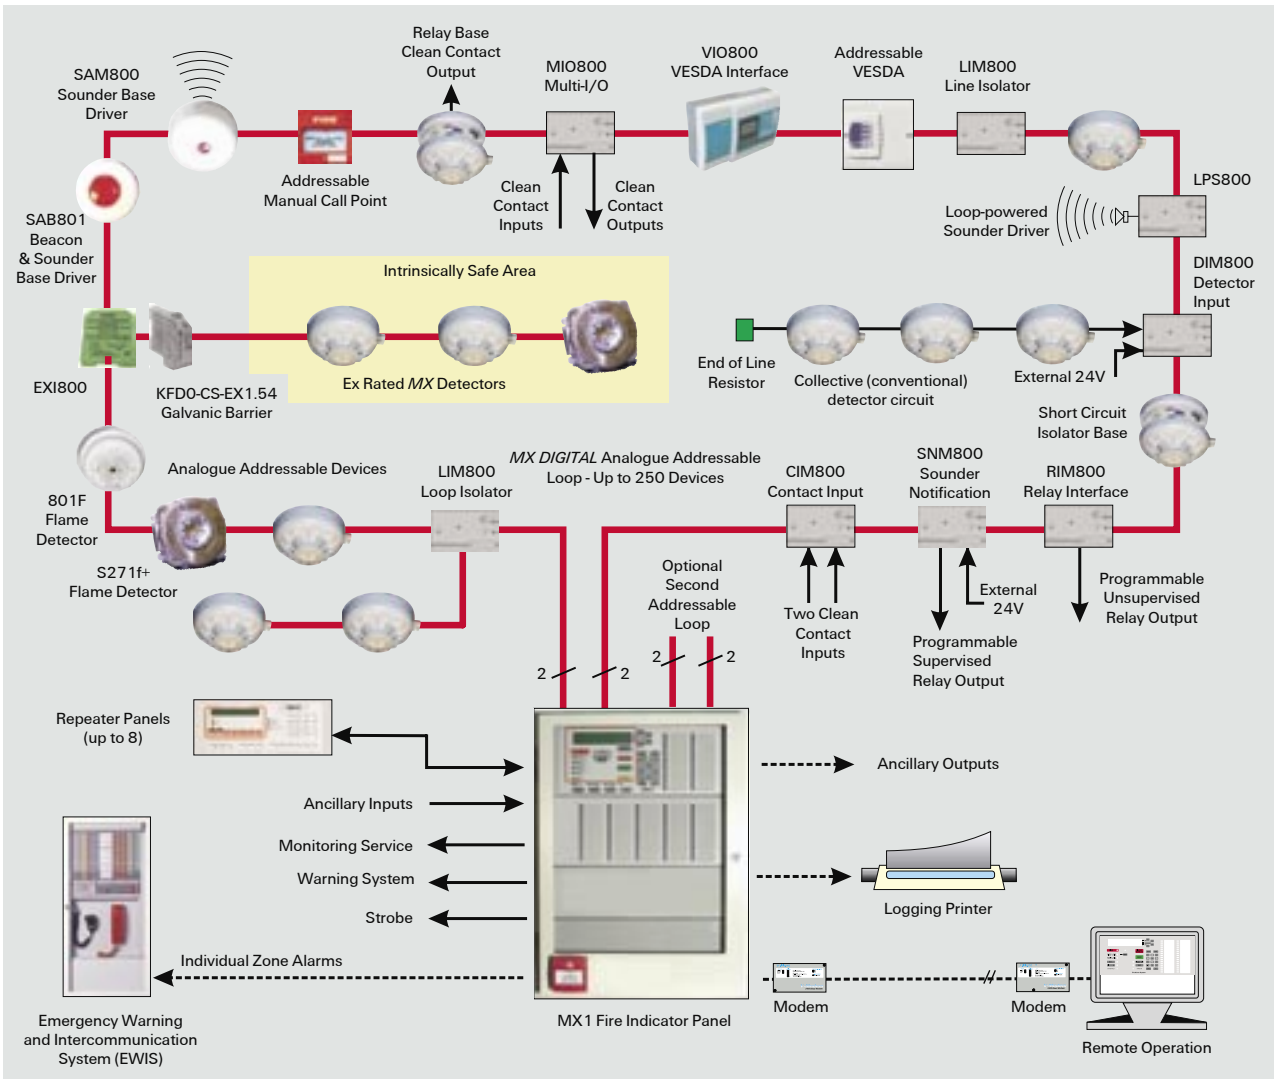 Relay Base
Clean Contact
Output
MIO800
Multi-I/O
VIO800
VESDA Interface
Addressable
VESDA
LIM800
Line Isolator
SAM800
Sounder Base
Driver
Addressable
Manual Call Point
Clean
Contact
Inputs
Clean
Contact
Outputs
LPS800
Loop-powered
Sounder Driver
SAB801
Beacon
& Sounder
Base Driver
DIM800
Detector
Input
Intrinsically Safe Area
Ex Rated MX Detectors
EXI800
KFD0-CS-EX1.54
Galvanic Barrier
End of Line
Resistor
Collective (conventional)
detector circuit
External 24V
Short Circuit
Isolator Base
Analogue Addressable Devices
LIM800
Loop Isolator
MX DIGITAL Analogue Addressable
Loop - Up to 250 Devices
CIM800
Contact Input
SNM800
Sounder
Notification
RIM800
Relay Interface
801F
Flame
Detector
S271f+
Flame Detector
Optional
Second
Addressable
Loop
Two Clean
Contact
Inputs
External
24V
Programmable
Supervised
Relay Output
Programmable
Unsupervised
Relay Output
2
2
2
2
Repeater Panels
(up to 8)
Ancillary Inputs
Monitoring Service
Warning System
Strobe
Individual Zone Alarms
Ancillary Outputs
Logging Printer
Modem
Modem
Emergency Warning
and Intercommunication
System (EWIS)
MX1 Fire Indicator Panel
Remote Operation